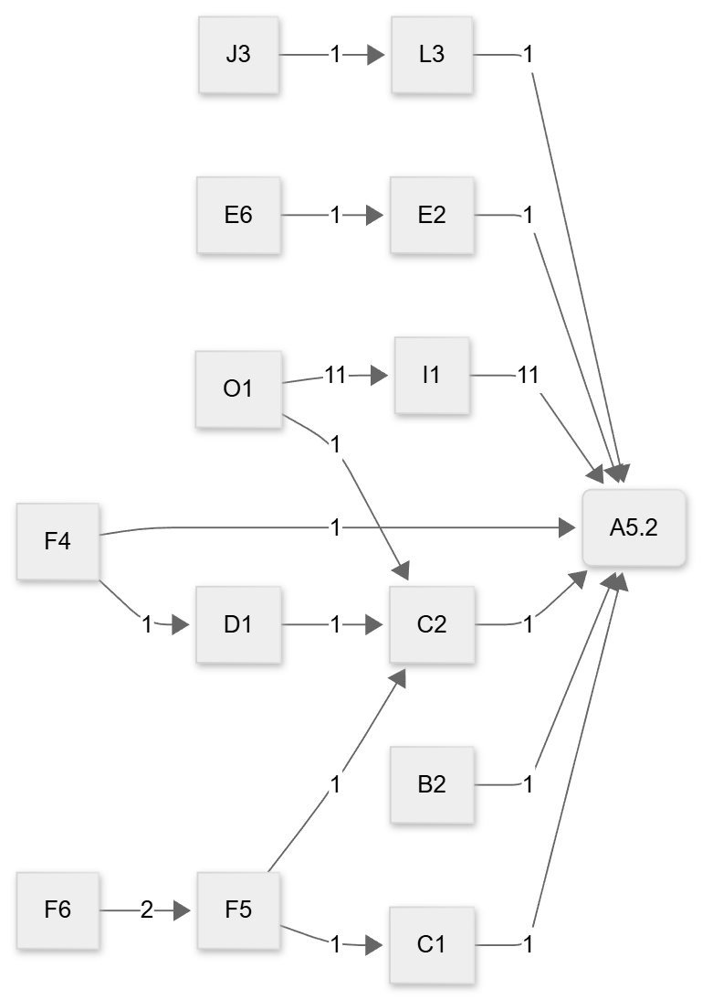 J3 1 L3 1
E6 1 E2 1
O1 11 I1 11
1
F4 1 A5.2
1 D1 1 C2 1
1 B2 1
F6 2 F5
1 C1 1